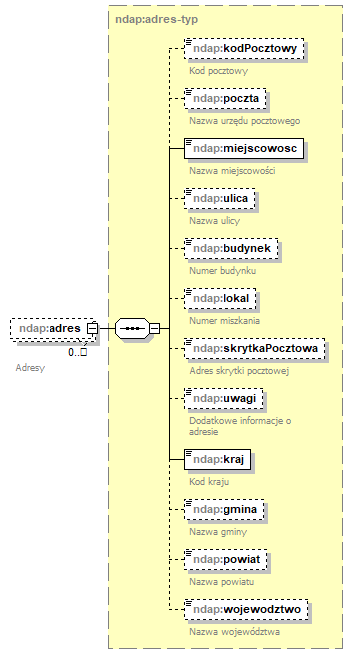 ndap:adres-typ
ndap:kodPocztowy
Kod pocztowy
ndap:poczta
Nazwa urzędu pocztowego
ndap:miejscowosc
Nazwa miejscowości
ndap:ulica
Nazwa ulicy
ndap:budynek
Numer budynku
ndap:lokal
Numer miszkania
ndap:adres
0..
Adresy
ndap:skrytkaPocztowa
Adres skrytki pocztowej
ndap:uwagi
Dodatkowe informacje o
adresie
ndap:kraj
Kod kraju
ndap:gmina
Nazwa gminy
ndap:powiat
Nazwa powiatu
ndap:wojewodztwo
Nazwa województwa